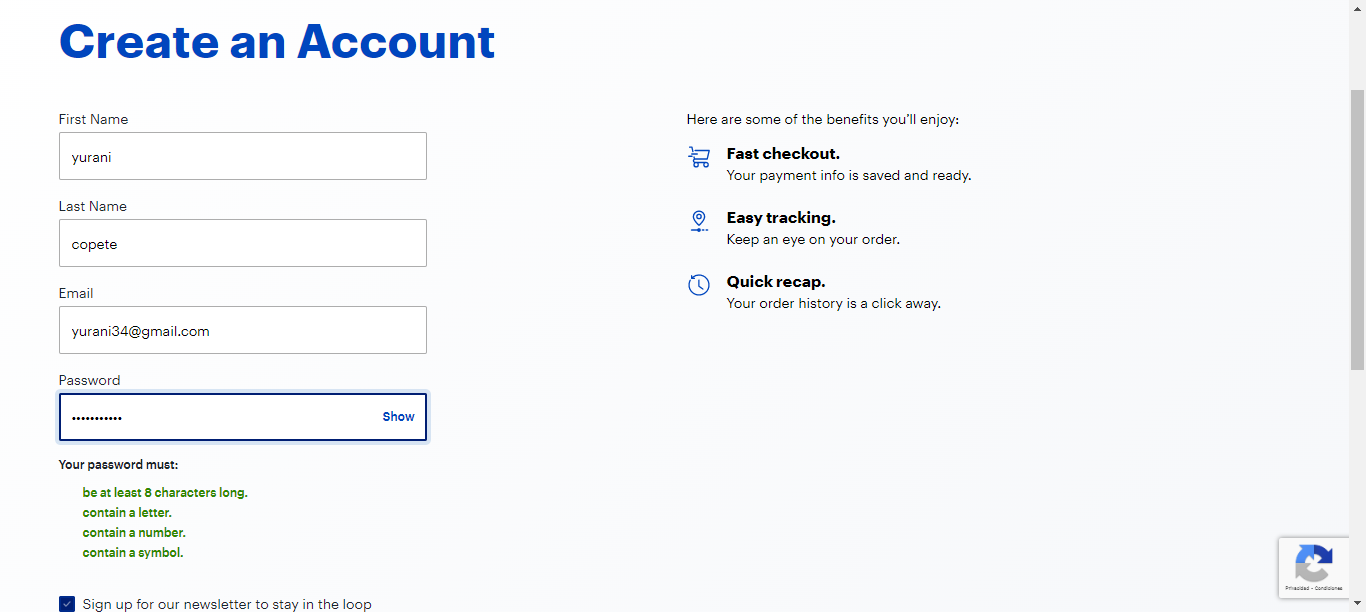 Create an Account
First Name
yurani
Last Name
copete
Email
yurani34@gmail.com
Password
•••••••••••
Show
Your password must:
be at least 8 characters long.
contain a letter.
contain a number.
contain a symbol.
Sign up for our newsletter to stay in the loop
Here are some of the benefits you'll enjoy:
Fast checkout.
Your payment info is saved and ready.
Easy tracking.
Keep an eye on your order.
Quick recap.
Your order history is a click away.
Privacidad - Condiciones